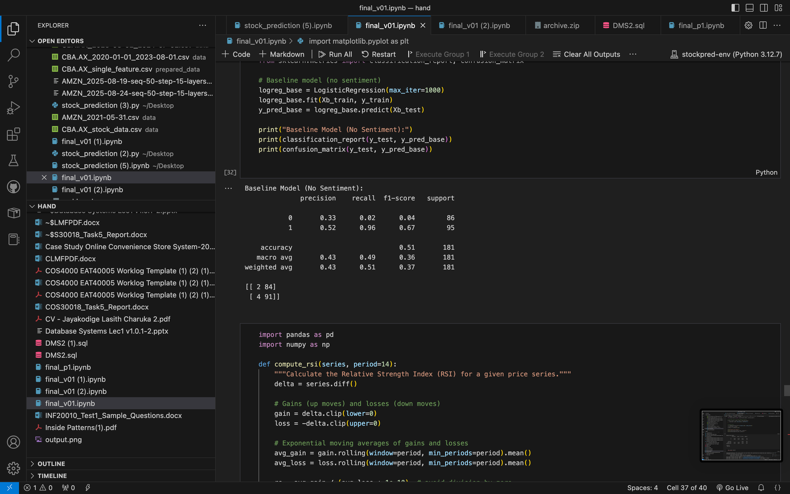 final_v01.ipynb — hand
EXPLORER
OPEN EDITORS
CBA.AX_2020-01-01_2023-08-01.csv data
CBA.AX_single_feature.csv prepared_data
AMZN_2025-08-19-seq-50-step-15-layers...
AMZN_2025-08-24-seq-50-step-15-layers...
stock_prediction (3).py ~/Desktop
AMZN_2021-05-31.csv data
CBA.AX_stock_data.csv data
final_v01 (1).ipynb
stock_prediction (2).py ~/Desktop
stock_prediction (5).ipynb ~/Desktop
final_v01.ipynb
final_v01 (2).ipynb
HAND
~$LMFPDF.docx
~$S30018_Task5_Report.docx
Case Study Online Convenience Store System-20...
CLMFPDF.docx
COS4000 EAT40005 Worklog Template (1) (2) (1)...
COS4000 EAT40005 Worklog Template (1) (2) (1)...
COS4000 EAT40005 Worklog Template (1) (2) (1)...
COS30018_Task5_Report.docx
CV - Jayakodige Lasith Charuka 2.pdf
Database Systems Lec1 v1.0.1-2.pptx
DMS2 (1).sql
DMS2.sql
final_p1.ipynb
final_v01 (1).ipynb
final_v01 (2).ipynb
final_v01.ipynb
INF20010_Test1_Sample_Questions.docx
Inside Patterns(1).pdf
output.png
OUTLINE
TIMELINE
stock_prediction (5).ipynb
final_v01.ipynb
final_v01 (2).ipynb
archive.zip
DMS2.sql
final_p1.ipynb
final_v01.ipynb > import matplotlib.pyplot as plt
+ Code + Markdown Run All Restart Execute Group 1 Execute Group 2 Clear All Outputs ... stockpred-env (Python 3.12.7)
# Baseline model (no sentiment)
logreg_base = LogisticRegression(max_iter=1000)
logreg_base.fit(Xb_train, y_train)
y_pred_base = logreg_base.predict(Xb_test)
print("Baseline Model (No Sentiment):")
print(classification_report(y_test, y_pred_base))
print(confusion_matrix(y_test, y_pred_base))
[32]
Python
Baseline Model (No Sentiment):
precision recall f1-score support
0 0.33 0.02 0.04 86
1 0.52 0.96 0.67 95
accuracy 0.51 181
macro avg 0.43 0.49 0.36 181
weighted avg 0.43 0.51 0.37 181
[[ 2 84]
[ 4 91]]
import pandas as pd
import numpy as np
def compute_rsi(series, period=14):
"""Calculate the Relative Strength Index (RSI) for a given price series."""
delta = series.diff()
# Gains (up moves) and losses (down moves)
gain = delta.clip(lower=0)
loss = -delta.clip(upper=0)
# Exponential moving averages of gains and losses
avg_gain = gain.rolling(window=period, min_periods=period).mean()
avg_loss = loss.rolling(window=period, min_periods=period).mean()
1 0 0
Spaces: 4 Cell 37 of 40 Go Live